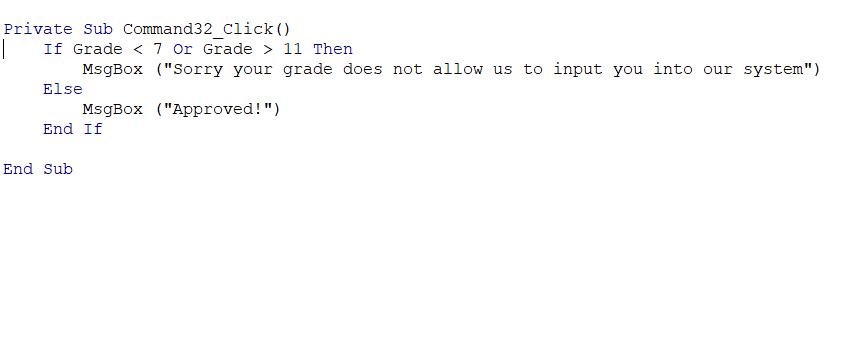 Private Sub Command32_Click()
    If Grade < 7 Or Grade > 11 Then
        MsgBox ("Sorry your grade does not allow us to input you into our system")
    Else
        MsgBox ("Approved!")
    End If
End Sub